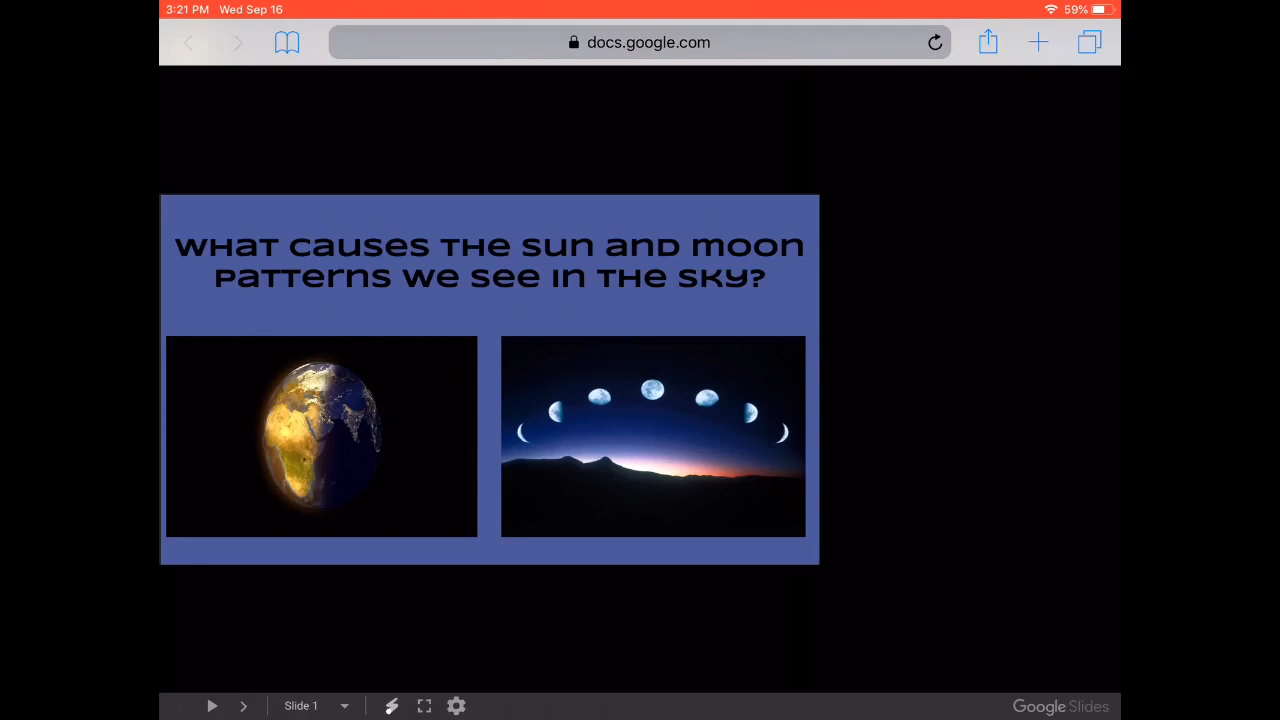 3:21 PM Wed Sep 16
59%
docs.google.com
What causes the sun and moon
patterns we see in the sky?
Slide 1
Google Slides